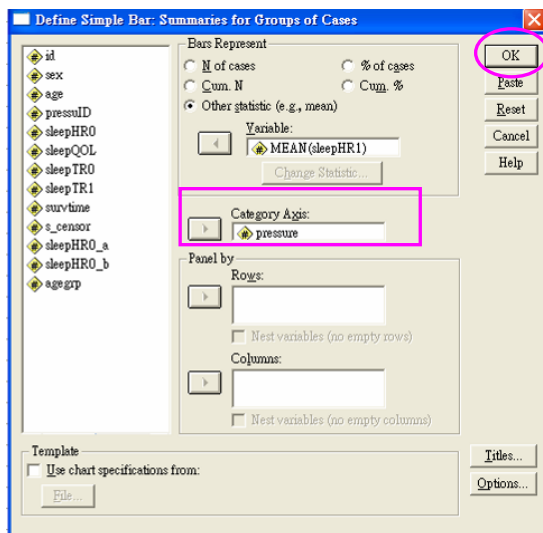 Define Simple Bar: Summaries for Groups of Cases
id
sex
age
pressuID
sleepHR0
sleepQOL
sleepTR0
sleepTR1
survtime
s_censor
sleepHR0_a
sleepHR0_b
agegrp
Bars Represent
N of cases
% of cases
Cum. N
Cum. %
Other statistic (e.g., mean)
Variable:
MEAN(sleepHR1)
Change Statistic...
Category Axis:
pressure
Panel by
Rows:
Nest variables (no empty rows)
Columns:
Nest variables (no empty columns)
OK
Paste
Reset
Cancel
Help
Template
Use chart specifications from:
File...
Titles...
Options...